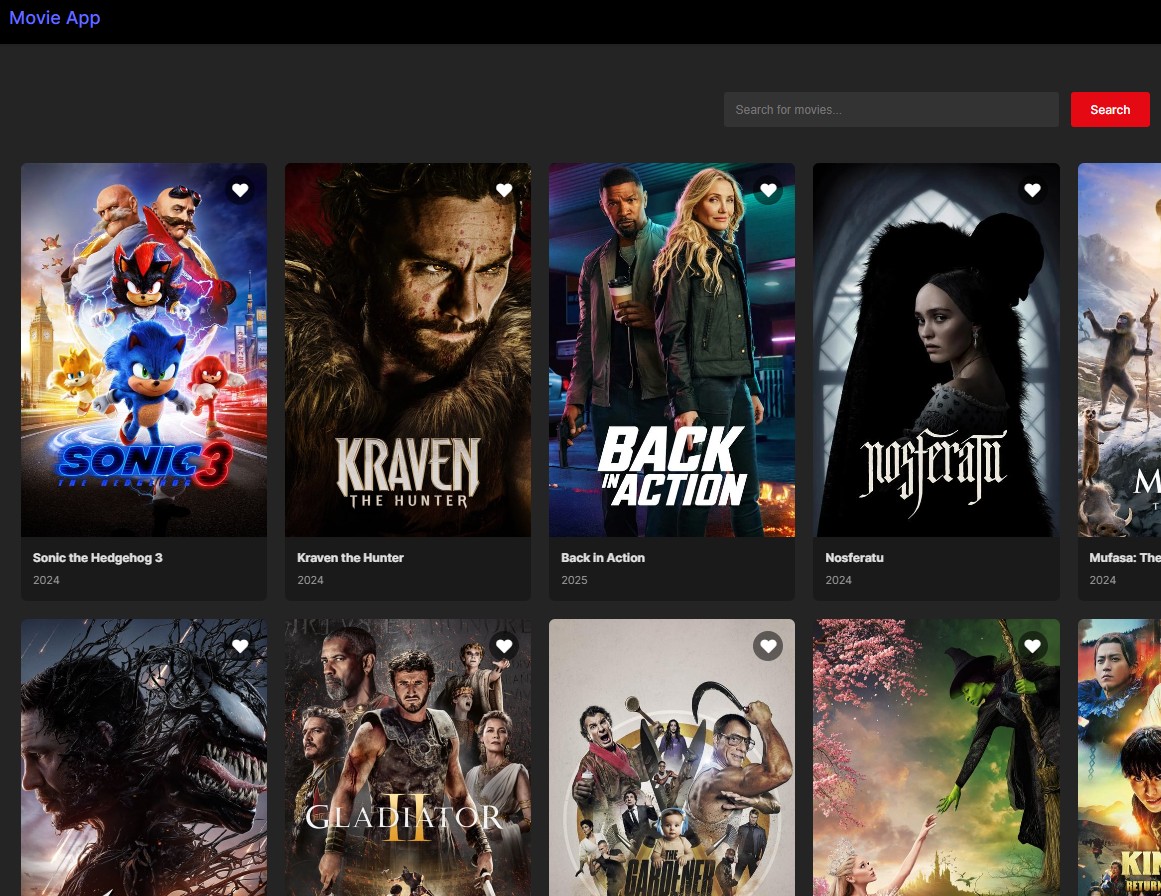 Movie App
Search for movies...
Search
SONIC 3
THE HEDGEHOG
KRAVEN
THE HUNTER
BACK
IN ACTION
nosferatu
M
Sonic the Hedgehog 3
2024
Kraven the Hunter
2024
Back in Action
2025
Nosferatu
2024
Mufasa: The
2024
GLADIATOR
II
THE
GARDENER
KIN
RETURN